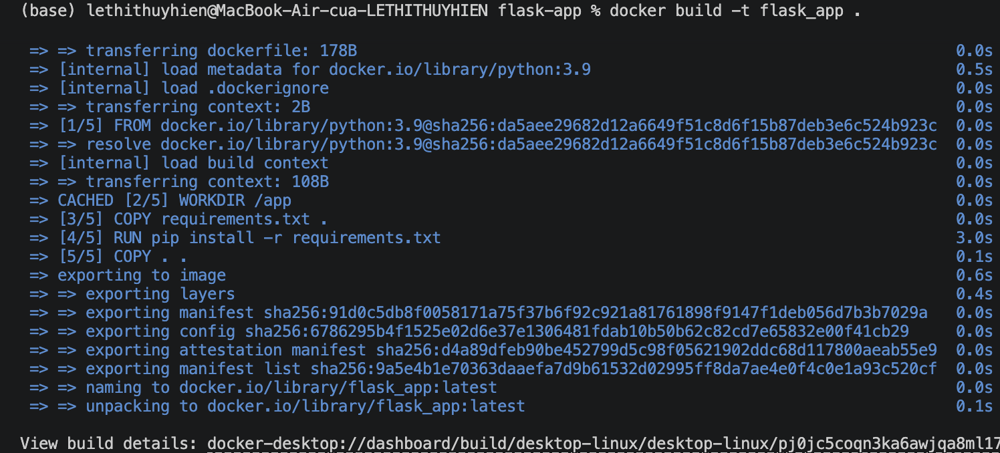 (base) lethithuyhien@MacBook-Air-cua-LETHITHUYHIEN flask-app % docker build -t flask_app .
=> => transferring dockerfile: 178B 0.0s
=> [internal] load metadata for docker.io/library/python:3.9 0.5s
=> [internal] load .dockerignore 0.0s
=> => transferring context: 2B 0.0s
=> [1/5] FROM docker.io/library/python:3.9@sha256:da5aee29682d12a6649f51c8d6f15b87deb3e6c524b923c 0.0s
=> => resolve docker.io/library/python:3.9@sha256:da5aee29682d12a6649f51c8d6f15b87deb3e6c524b923c 0.0s
=> [internal] load build context 0.0s
=> => transferring context: 108B 0.0s
=> CACHED [2/5] WORKDIR /app 0.0s
=> [3/5] COPY requirements.txt . 0.0s
=> [4/5] RUN pip install -r requirements.txt 3.0s
=> [5/5] COPY . . 0.1s
=> exporting to image 0.6s
=> => exporting layers 0.4s
=> => exporting manifest sha256:91d0c5db8f0058171a75f37b6f92c921a81761898f9147f1deb056d7b3b7029a 0.0s
=> => exporting config sha256:6786295b4f1525e02d6e37e1306481fdab10b50b62c82cd7e65832e00f41cb29 0.0s
=> => exporting attestation manifest sha256:d4a89dfeb90be452799d5c98f05621902ddc68d117800aeab55e9 0.0s
=> => exporting manifest list sha256:9a5e4b1e70363daaefa7d9b61532d02995ff8da7ae4e0f4c0e1a93c520cf 0.0s
=> => naming to docker.io/library/flask_app:latest 0.0s
=> => unpacking to docker.io/library/flask_app:latest 0.1s
View build details: docker-desktop://dashboard/build/desktop-linux/desktop-linux/pj0jc5coqn3ka6awjqa8ml17